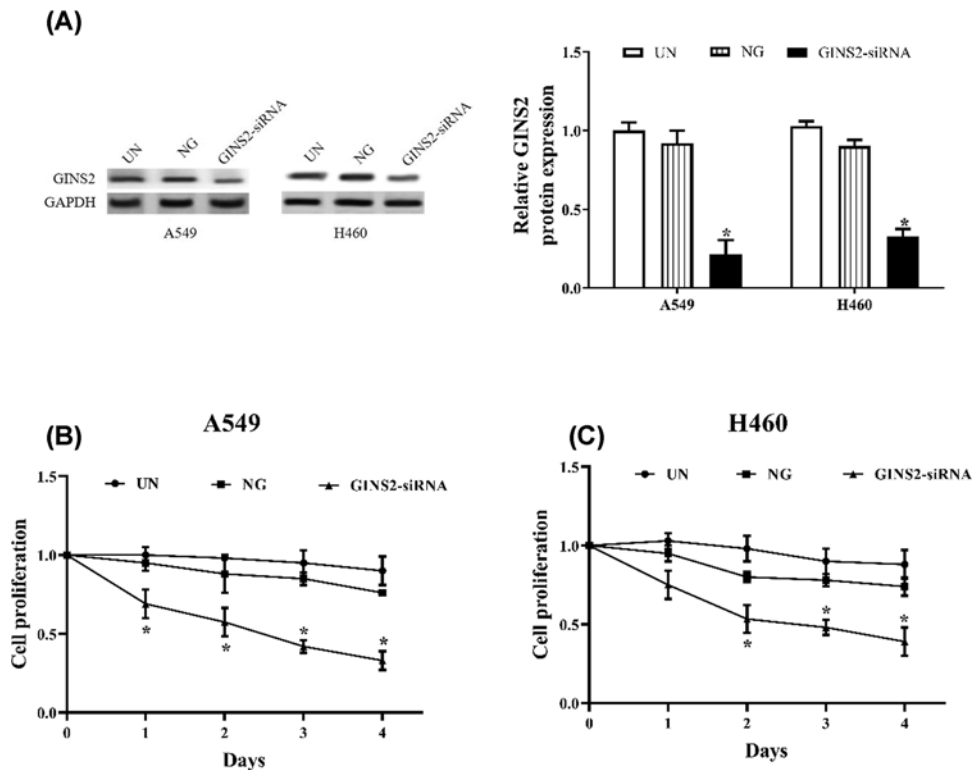 (A)
UN NG GINS2-siRNA
UN NG GINS2-siRNA
GINS2
GAPDH
A549 H460
UN NG GINS2-siRNA
Relative GINS2
protein expression
1.5
1.0
0.5
0.0
*
*
A549 H460
(B)
A549
UN NG GINS2-siRNA
Cell proliferation
1.5
1.0
0.5
0.0
* * * *
0 1 2 3 4
Days
(C)
H460
UN NG GINS2-siRNA
Cell proliferation
1.5
1.0
0.5
0.0
* * *
0 1 2 3 4
Days